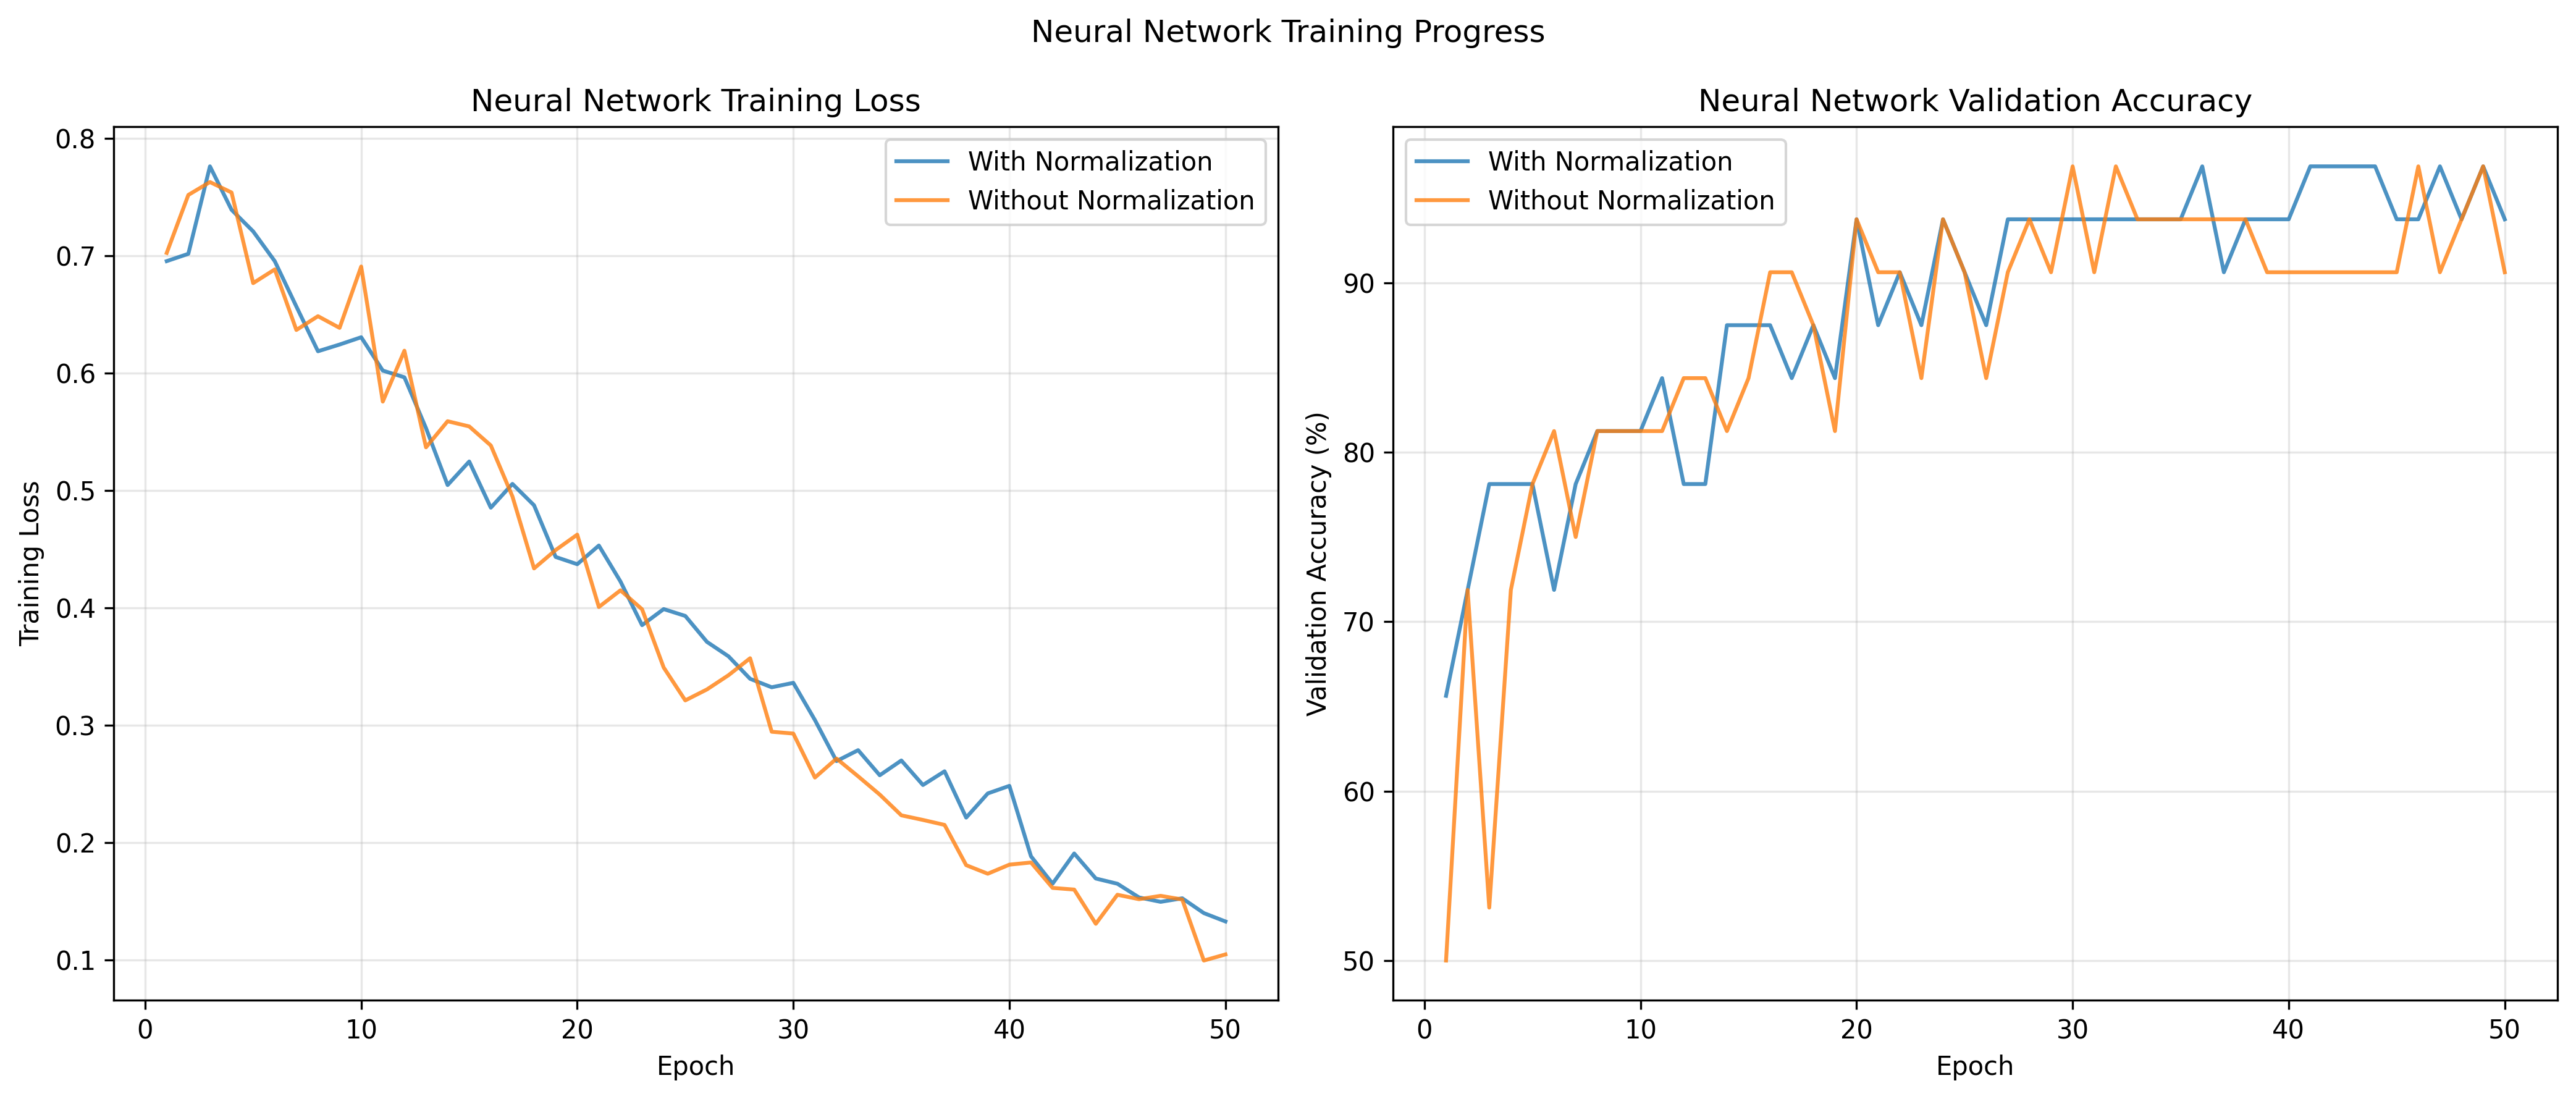 Neural Network Training Progress
Neural Network Training Loss
With Normalization
Without Normalization
0.8
0.7
0.6
0.5
0.4
0.3
0.2
0.1
Training Loss
0 10 20 30 40 50
Epoch
Neural Network Validation Accuracy
With Normalization
Without Normalization
90
80
70
60
50
Validation Accuracy (%)
0 10 20 30 40 50
Epoch